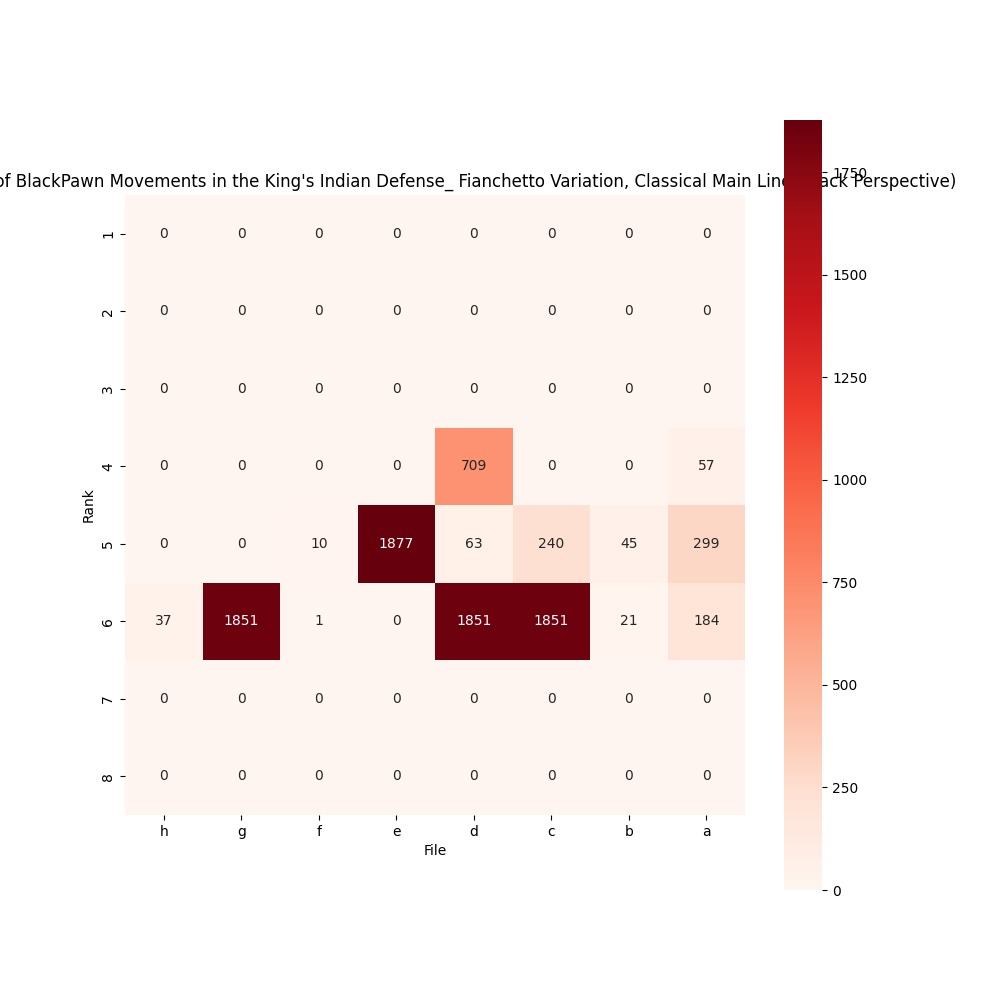 of BlackPawn Movements in the King's Indian Defense_ Fianchetto Variation, Classical Main Line Perspective)
1 0 0 0 0 0 0 0 0
2 0 0 0 0 0 0 0 0
3 0 0 0 0 0 0 0 0
4 0 0 0 0 709 0 0 57
5 0 0 10 1877 63 240 45 299
6 37 1851 1 0 1851 1851 21 184
7 0 0 0 0 0 0 0 0
8 0 0 0 0 0 0 0 0
h g f e d c b a
File
Rank
1750
1500
1250
1000
750
500
250
0